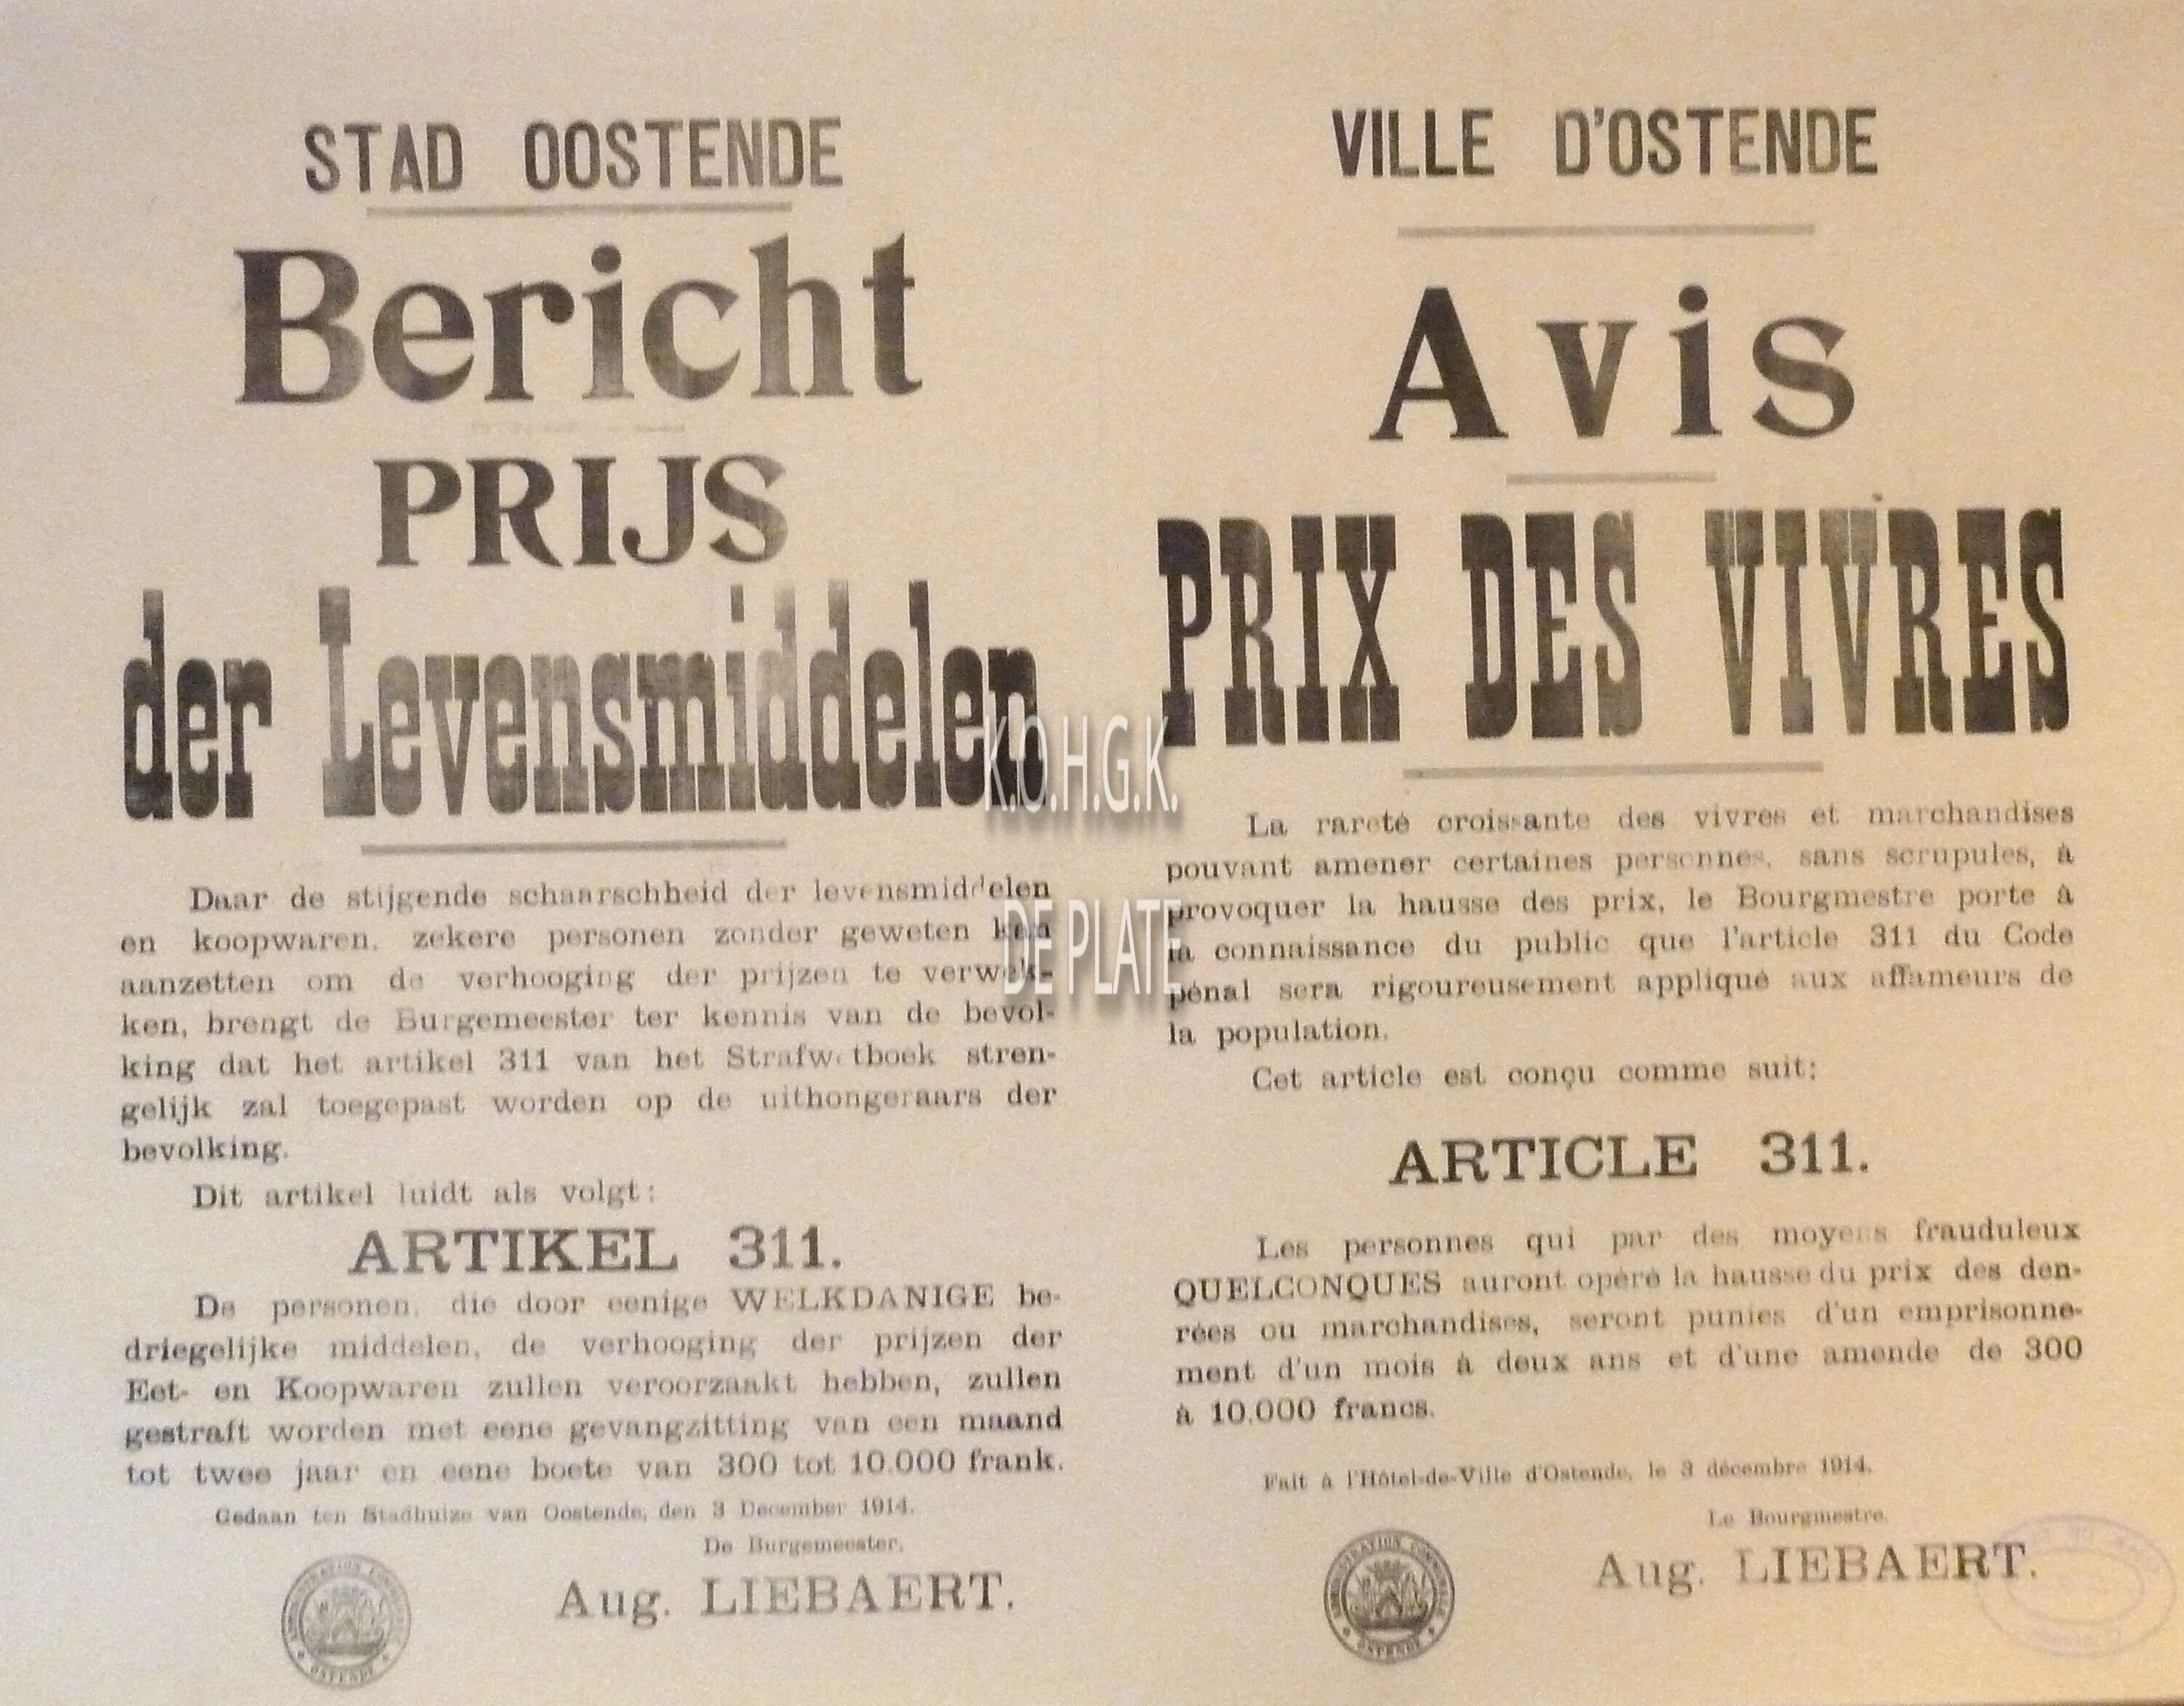 STAD OOSTENDE
Bericht
PRIJS
der Levensmiddelen
Daar de stijgende schaarschheid der levensmiddelen
en koopwaren, zekere personen zonder geweten kan
aanzetten om de verhooging der prijzen te verwek-
ken, brengt de Burgemeester ter kennis van de bevol-
king dat het artikel 311 van het Strafwetboek stren-
gelijk zal toegepast worden op de uithongeraars der
bevolking.
Dit artikel luidt als volgt:
ARTIKEL 311.
De personen, die door eenige WELKDANIGE be-
driegelijke middelen, de verhooging der prijzen der
Eet- en Koopwaren zullen veroorzaakt hebben, zullen
gestraft worden met eene gevangzitting van een maand
tot twee jaar en eene boete van 300 tot 10.000 frank.
Gedaan ten Stadhuize van Oostende, den 3 December 1914.
De Burgemeester,
Aug. LIEBAERT.
ADMINISTRATION COMMUNALE
OSTENDE
VILLE D'OSTENDE
Avis
PRIX DES VIVRES
La rareté croissante des vivres et marchandises
pouvant amener certaines personnes, sans scrupules, à
provoquer la hausse des prix, le Bourgmestre porte à
la connaissance du public que l'article 311 du Code
pénal sera rigoureusement appliqué aux affameurs de
la population.
Cet article est conçu comme suit:
ARTICLE 311.
Les personnes qui par des moyens frauduleux
QUELCONQUES auront opéré la hausse du prix des den-
rées ou marchandises, seront punies d'un emprisonne-
ment d'un mois à deux ans et d'une amende de 300
à 10.000 francs.
Fait à l'Hôtel-de-Ville d'Ostende, le 3 décembre 1914.
Le Bourgmestre.
Aug. LIEBAERT.
ADMINISTRATION COMMUNALE
OSTENDE
K.O.H.G.K.
DE PLATE